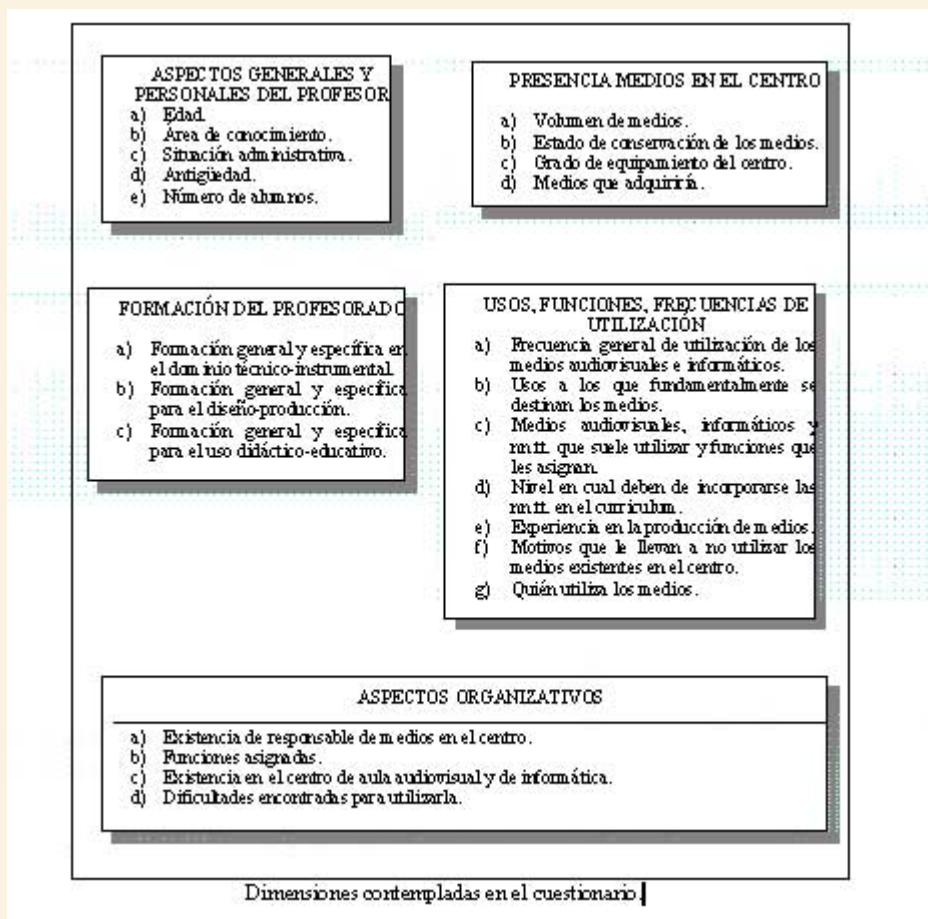 ASPECTOS GENERALES Y
PERSONALES DEL PROFESOR
a) Edad.
b) Área de conocimiento.
c) Situación administrativa.
d) Antigüedad.
e) Número de alumnos.
PRESENCIA MEDIOS EN EL CENTRO
a) Volumen de medios.
b) Estado de conservación de los medios.
c) Grado de equipamiento del centro.
d) Medios que adquiriría.
FORMACIÓN DEL PROFESORADO
a) Formación general y específica en
el dominio técnico-instrumental.
b) Formación general y específica
para el diseño-producción.
c) Formación general y específica
para el uso didáctico-educativo.
USOS, FUNCIONES, FRECUENCIAS DE
UTILIZACIÓN
a) Frecuencia general de utilización de los
medios audiovisuales e informáticos.
b) Usos a los que fundamentalmente se
destinan los medios.
c) Medios audiovisuales, informáticos y
nn.tt. que suele utilizar y funciones que
les asignan.
d) Nivel en cual deben de incorporarse las
nn.tt. en el curriculum.
e) Experiencia en la producción de medios.
f) Motivos que le llevan a no utilizar los
medios existentes en el centro.
g) Quién utiliza los medios.
ASPECTOS ORGANIZATIVOS
a) Existencia de responsable de medios en el centro.
b) Funciones asignadas.
c) Existencia en el centro de aula audiovisual y de informática.
d) Dificultades encontradas para utilizarla.
Dimensiones contempladas en el cuestionario.